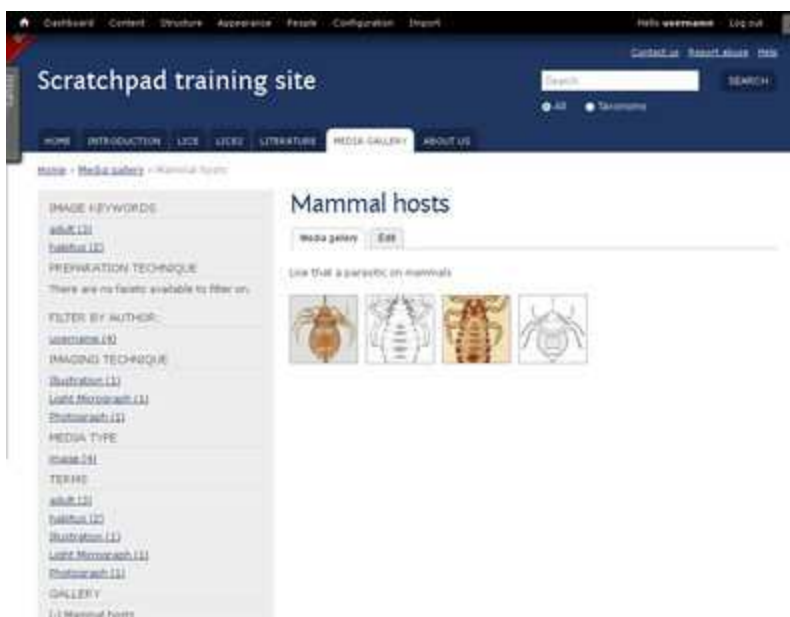 Dashboard Content Structure Appearance People Configuration Import
Hello username Log out
Contact us Report abuse Help
Scratchpad training site
Search
SEARCH
All Taxonomy
HOME INTRODUCTION LICE LICE2 LITERATURE MEDIA GALLERY ABOUT US
Home » Media gallery » Mammal hosts
IMAGE KEYWORDS
adult (3)
habitus (2)
PREPARATION TECHNIQUE
There are no facets available to filter on.
FILTER BY AUTHOR:
username (4)
IMAGING TECHNIQUE
Illustration (1)
Light Micrograph (1)
Photograph (1)
MEDIA TYPE
image (4)
TERMS
adult (3)
habitus (2)
Illustration (1)
Light Micrograph (1)
Photograph (1)
GALLERY
(-) Mammal hosts
Mammal hosts
Media gallery Edit
Lice that a parasitic on mammals